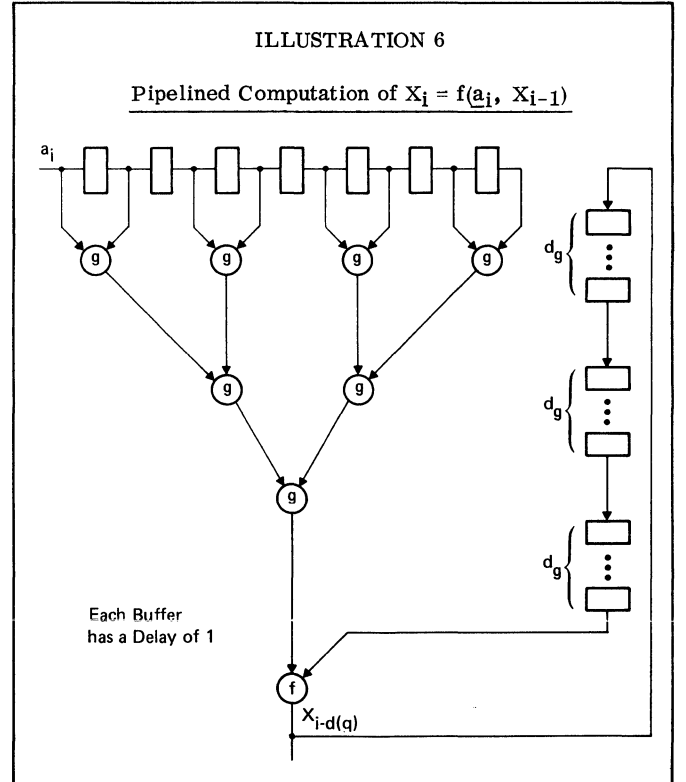 ILLUSTRATION 6
Pipelined Computation of Xi = f(ai, Xi-1)
ai
g
g
g
g
dg
g
g
dg
g
dg
Each Buffer
has a Delay of 1
f
Xi-d(q)